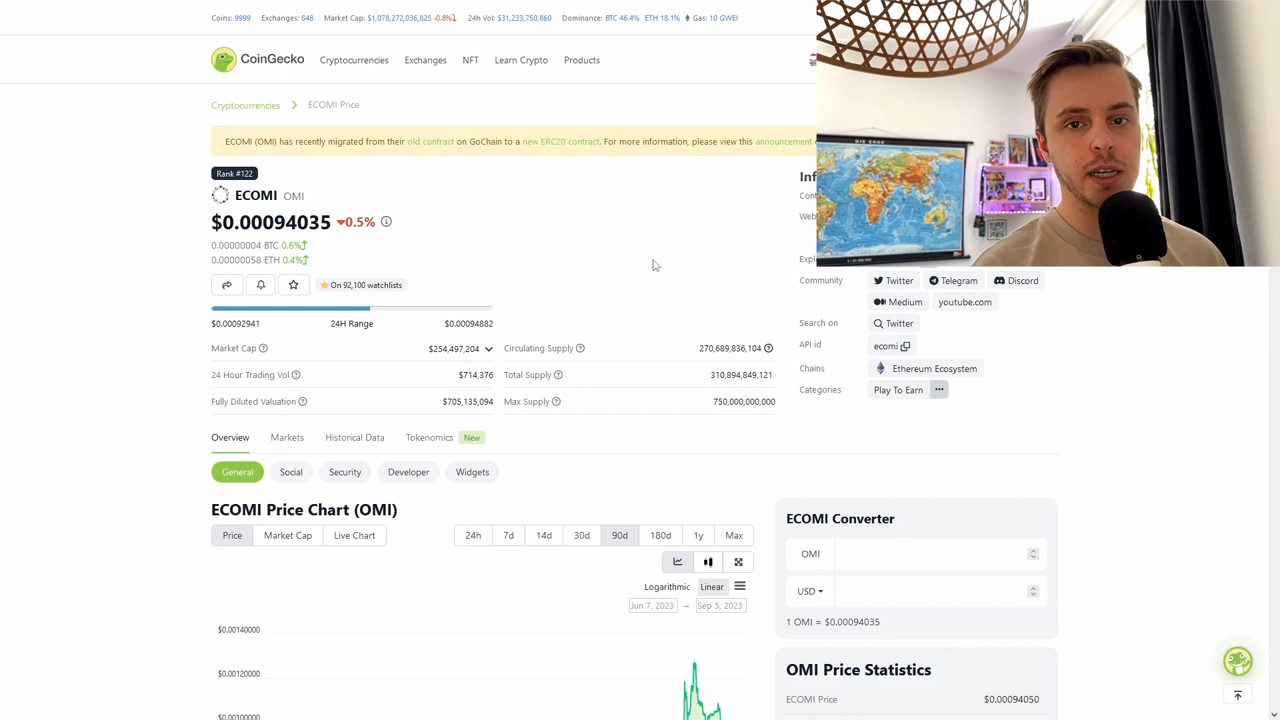 Coins: 9999 Exchanges: 848 Market Cap: $1,078,272,036,825 -0.8% 24h Vol: $31,233,750,860 Dominance: BTC 46.4% ETH 18.1% Gas: 10 GWEI
CoinGecko Cryptocurrencies Exchanges NFT Learn Crypto Products
Cryptocurrencies ECOMI Price
ECOMI (OMI) has recently migrated from their old contract on GoChain to a new ERC20 contract. For more information, please view this announcement
Rank #122
ECOMI OMI
$0.00094035 0.5%
0.00000004 BTC 0.6%
0.00000058 ETH 0.4%
On 92,100 watchlists
$0.00092941 24H Range $0.00094882
Market Cap $254,497,204
24 Hour Trading Vol $714,376
Fully Diluted Valuation $705,135,094
Circulating Supply 270,689,836,104
Total Supply 310,894,849,121
Max Supply 750,000,000,000
Community Twitter Telegram Discord
Medium youtube.com
Search on Twitter
API id ecomi
Chains Ethereum Ecosystem
Categories Play To Earn
Overview Markets Historical Data Tokenomics New
General Social Security Developer Widgets
ECOMI Price Chart (OMI)
Price Market Cap Live Chart 24h 7d 14d 30d 90d 180d 1y Max
Logarithmic Linear
Jun 7, 2023 → Sep 5, 2023
$0.00140000
$0.00120000
$0.00100000
ECOMI Converter
OMI
USD
1 OMI = $0.00094035
OMI Price Statistics
ECOMI Price $0.00094050